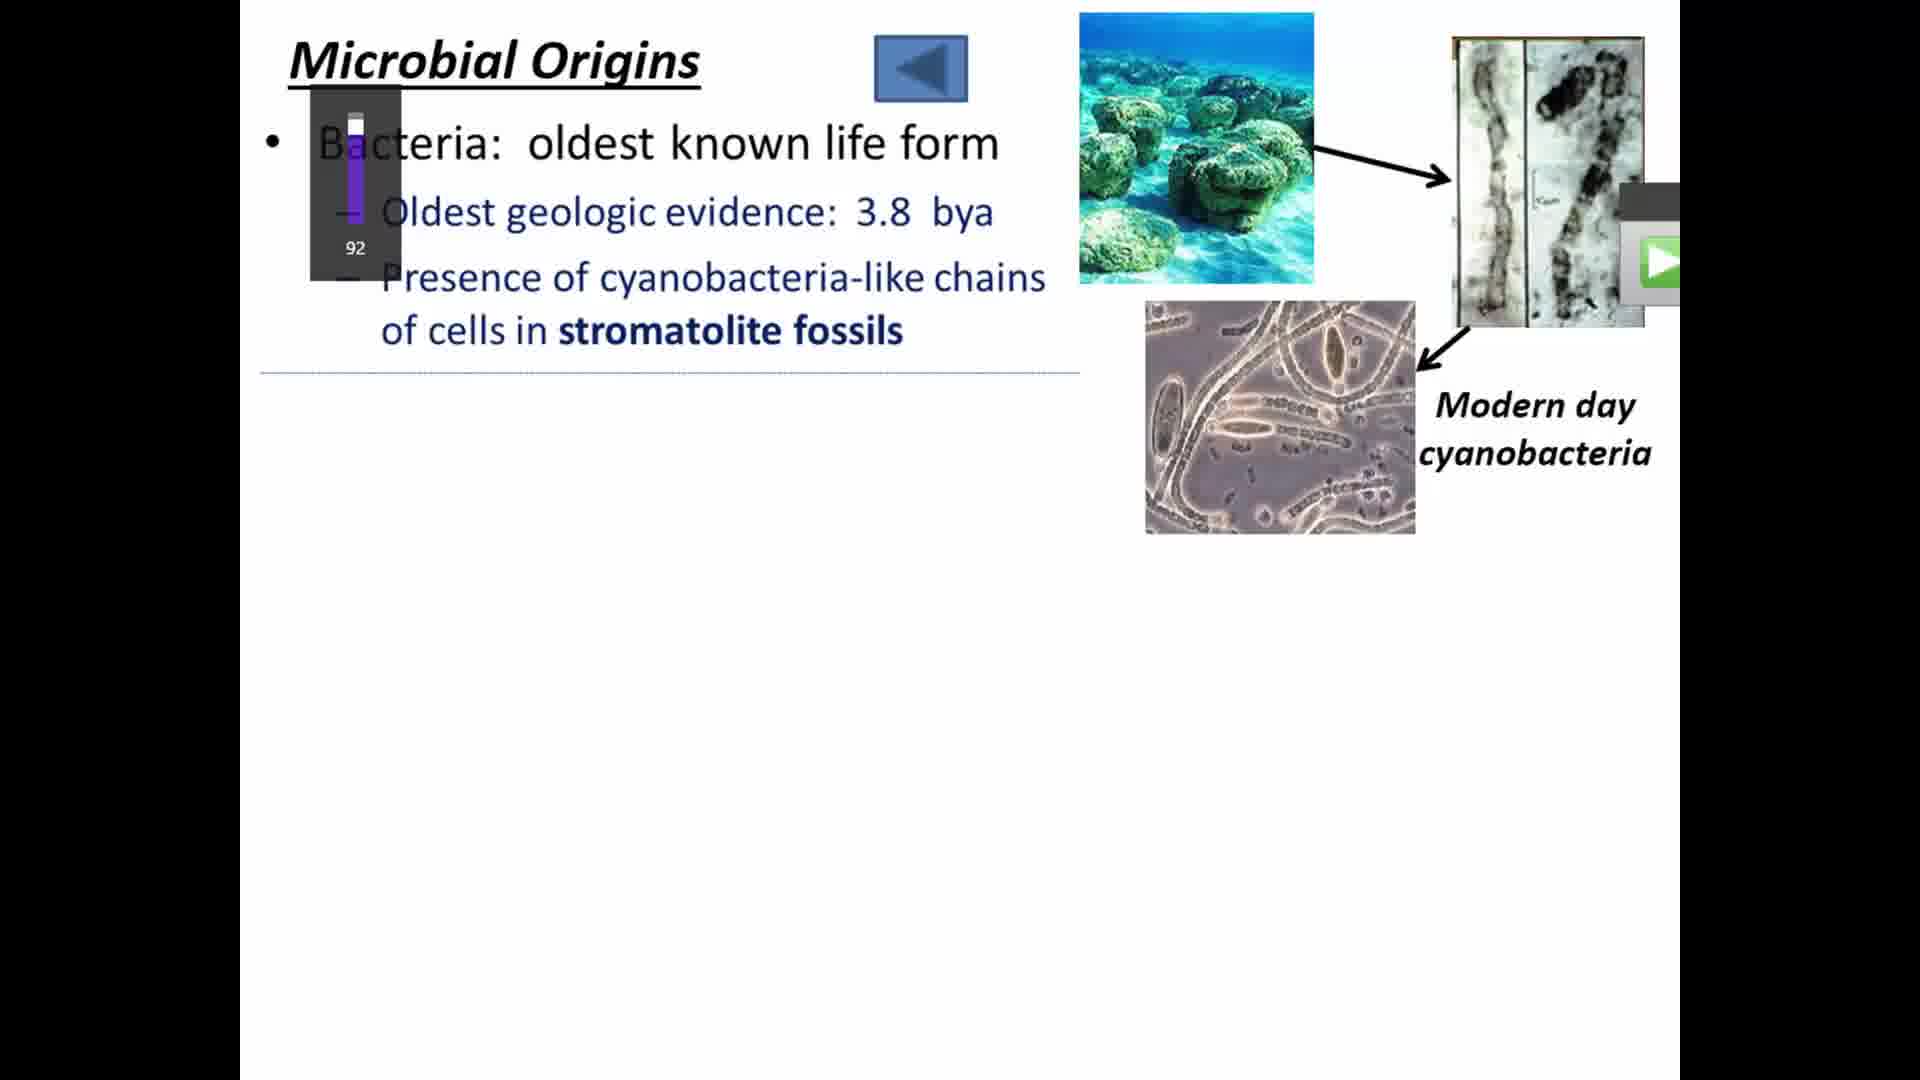 Microbial Origins
• Bacteria: oldest known life form
– Oldest geologic evidence: 3.8 bya
92
– Presence of cyanobacteria-like chains
of cells in stromatolite fossils
Modern day
cyanobacteria